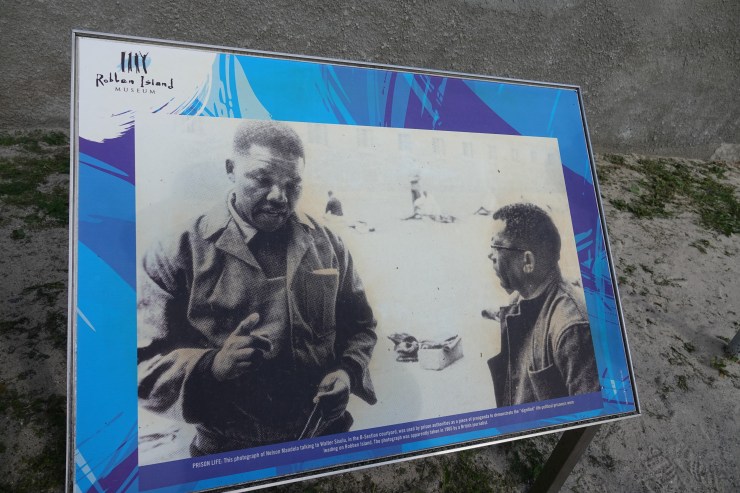 Robben Island
MUSEUM
PRISON LIFE: This photograph of Nelson Mandela talking to Walter Sisulu, in the B-Section courtyard, was used by prison authorities as a piece of propaganda to demonstrate the "dignified" life political prisoners were
leading on Robben Island. The photograph was apparently taken in 1965 by a British journalist.